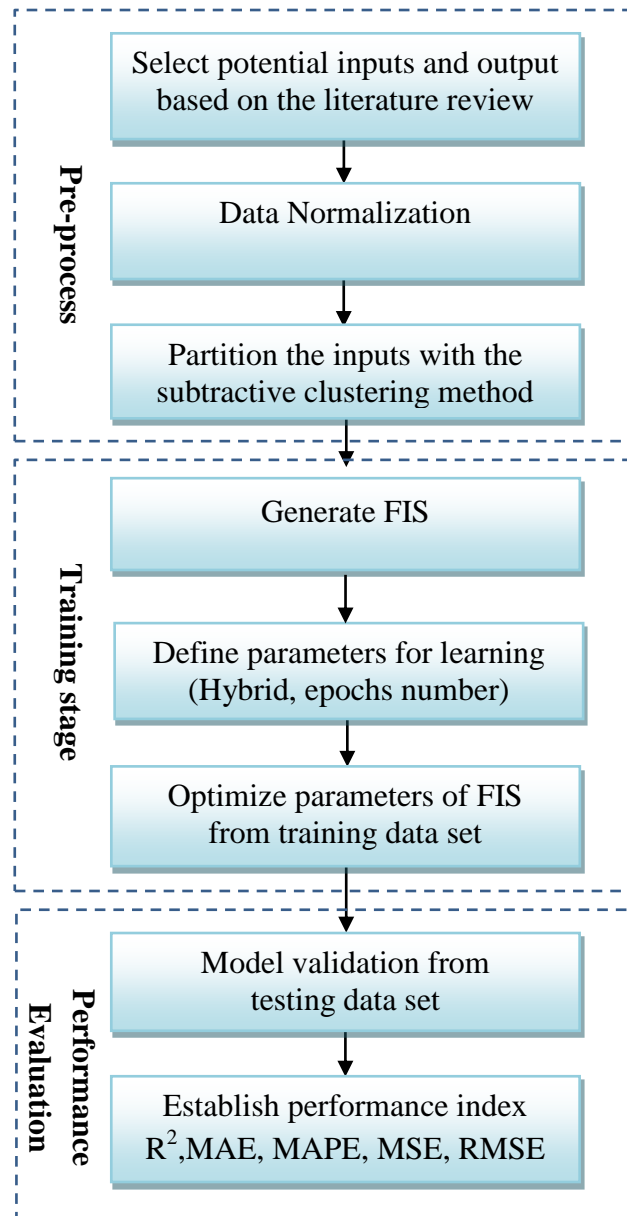 Pre-process
Select potential inputs and output
based on the literature review
Data Normalization
Partition the inputs with the
subtractive clustering method
Training stage
Generate FIS
Define parameters for learning
(Hybrid, epochs number)
Optimize parameters of FIS
from training data set
Performance
Evaluation
Model validation from
testing data set
Establish performance index
R²,MAE, MAPE, MSE, RMSE